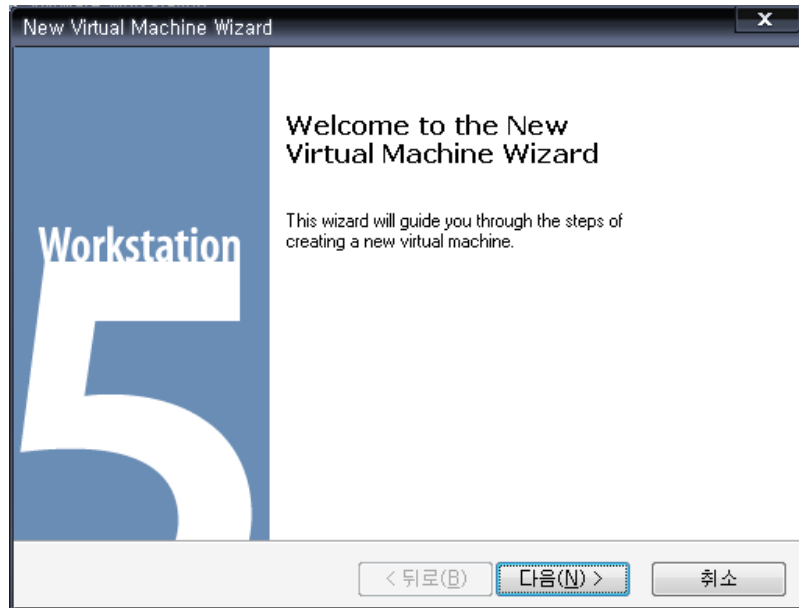 New Virtual Machine Wizard
x
Welcome to the New
Virtual Machine Wizard
This wizard will guide you through the steps of
creating a new virtual machine.
Workstation
5
< 뒤로(B)
다음(N) >
취소